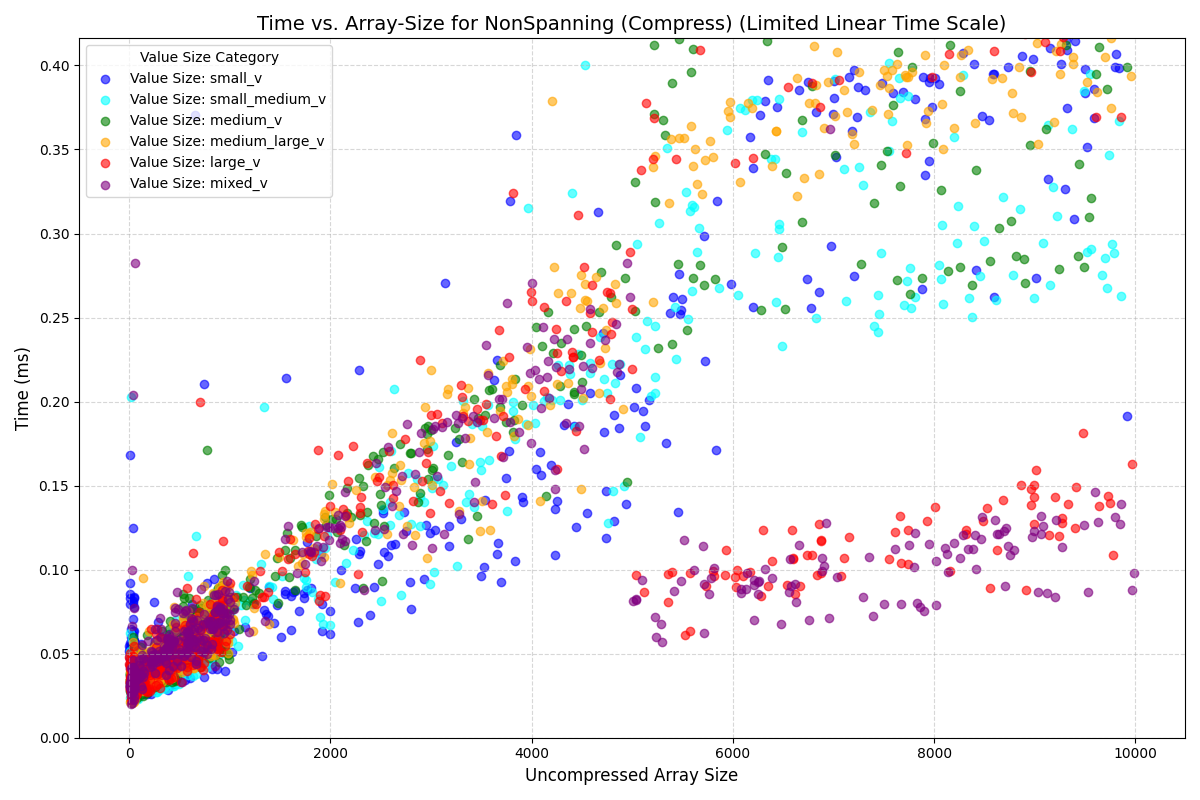 Time vs. Array-Size for NonSpanning (Compress) (Limited Linear Time Scale)
Value Size Category
Value Size: small_v
Value Size: small_medium_v
Value Size: medium_v
Value Size: medium_large_v
Value Size: large_v
Value Size: mixed_v
Time (ms)
0.40
0.35
0.30
0.25
0.20
0.15
0.10
0.05
0.00
0
2000
4000
6000
8000
10000
Uncompressed Array Size